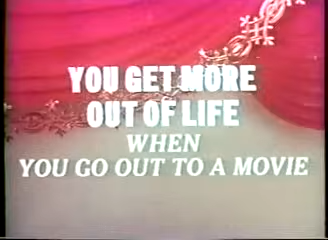 YOU GET MORE
OUT OF LIFE
WHEN
YOU GO OUT TO A MOVIE